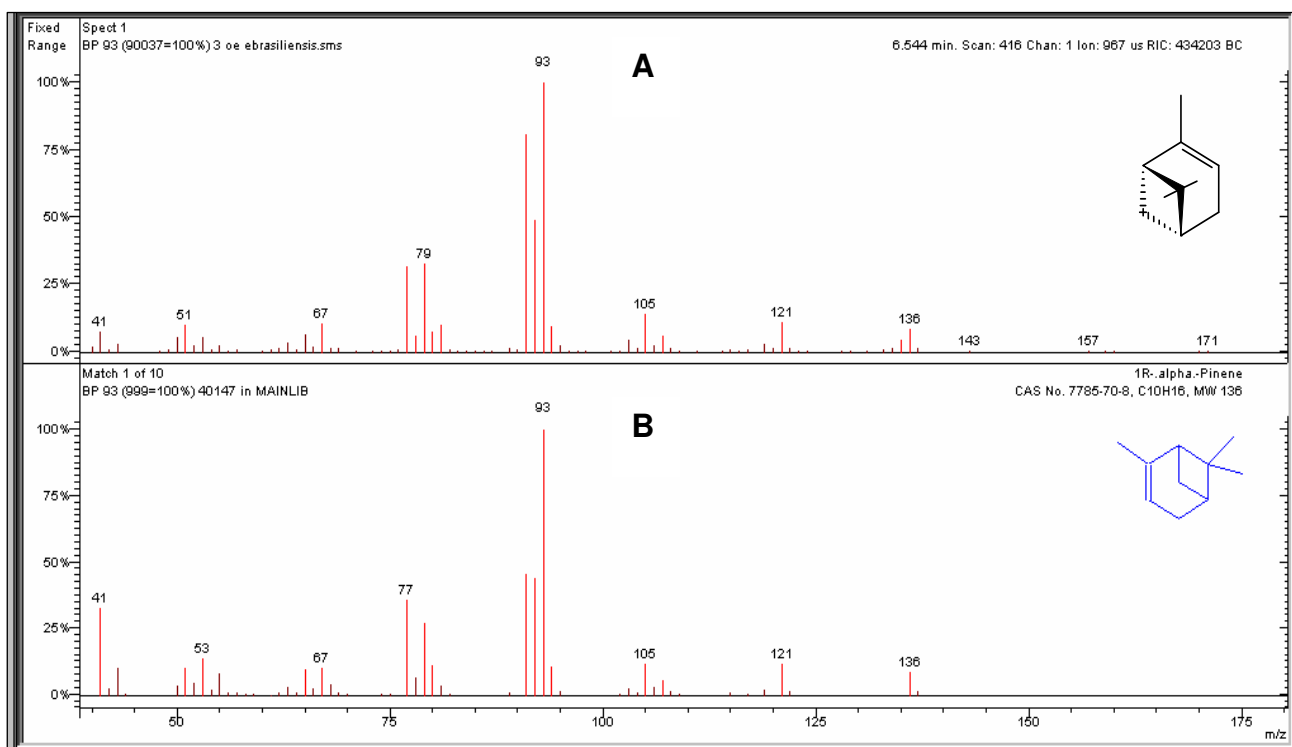 Fixed
Range
Spect 1
BP 93 (90037=100%) 3 oe ebrasiliensis.sms
6.544 min. Scan: 416 Chan: 1 Ion: 967 us RIC: 434203 BC
A
100%
75%
50%
25%
0%
41
51
67
79
93
105
121
136
143
157
171
Match 1 of 10
BP 93 (999=100%) 40147 in MAINLIB
1R-.alpha.-Pinene
CAS No. 7785-70-8, C10H16, MW 136
B
100%
75%
50%
25%
0%
41
53
67
77
93
105
121
136
50
75
100
125
150
175
m/z